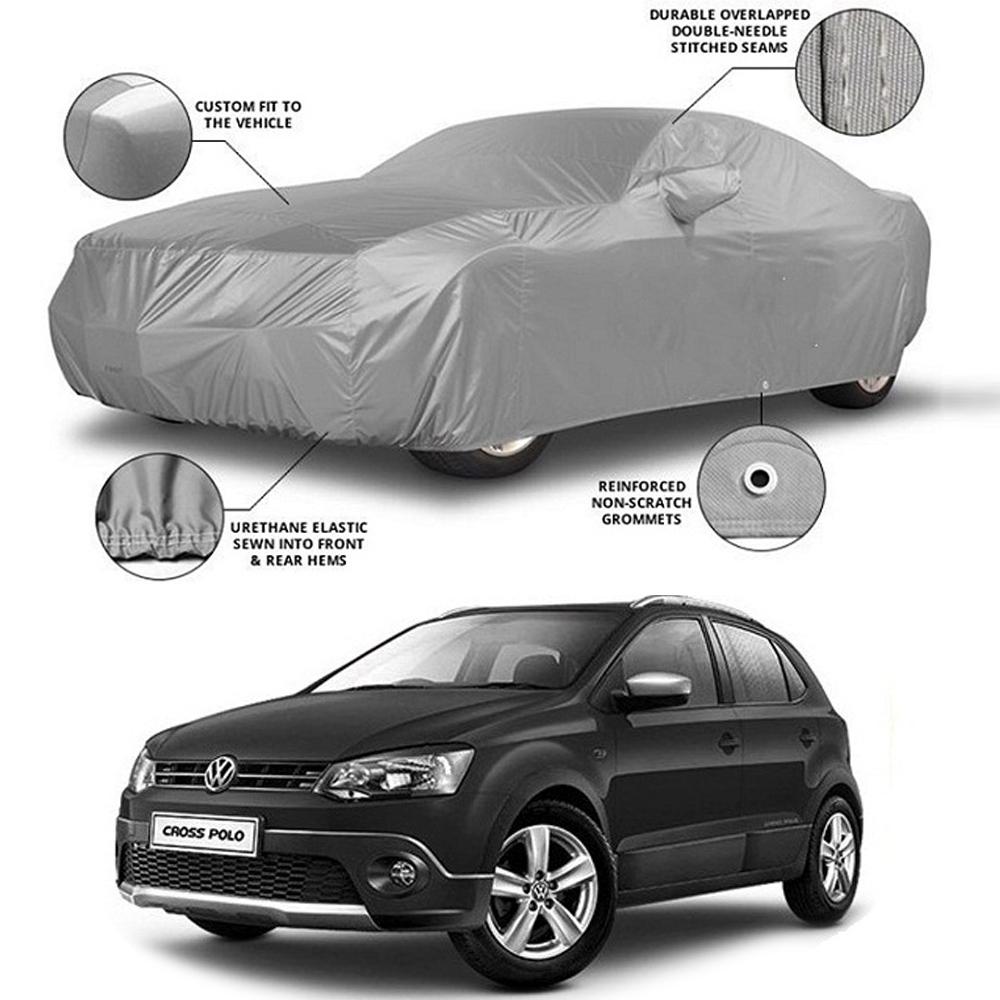 DURABLE OVERLAPPED
DOUBLE-NEEDLE
STITCHED SEAMS
CUSTOM FIT TO
THE VEHICLE
REINFORCED
NON-SCRATCH
GROMMETS
URETHANE ELASTIC
SEWN INTO FRONT
& REAR HEMS
CROSS POLO